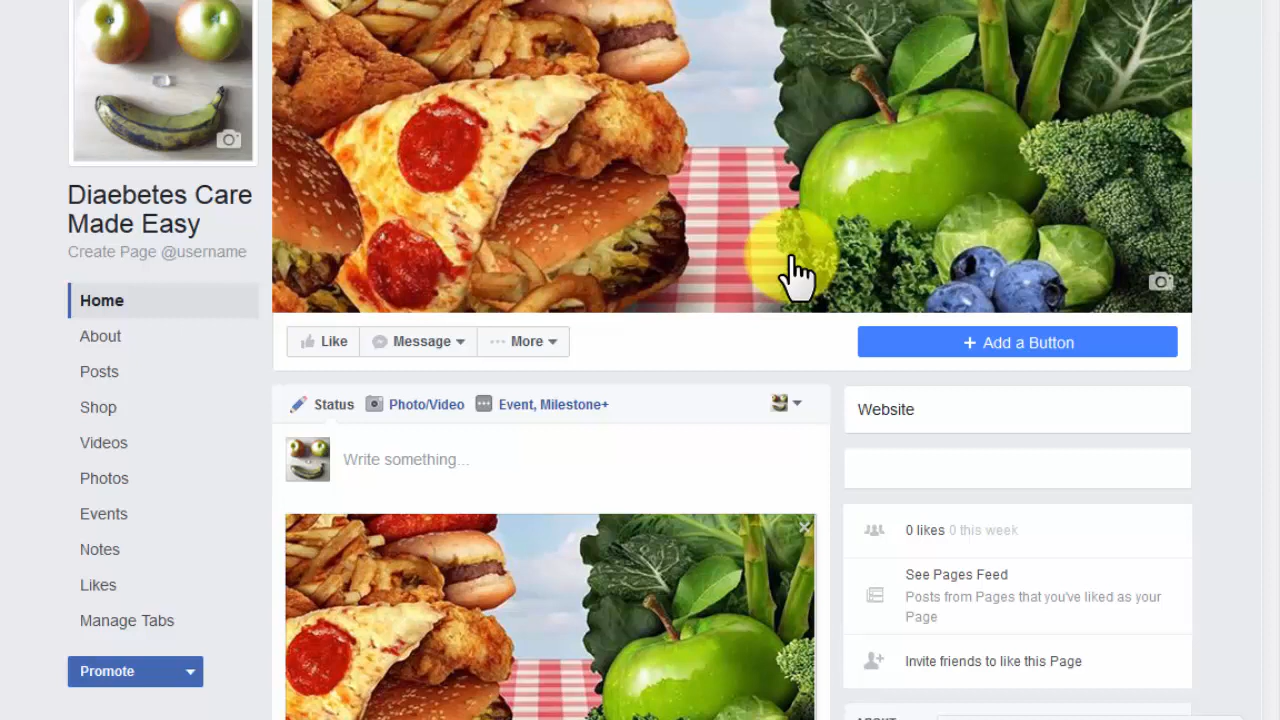 Diaebetes Care
Made Easy
Create Page @username
Home
About
Posts
Shop
Videos
Photos
Events
Notes
Likes
Manage Tabs
Promote
Like
Message
More
+ Add a Button
Status
Photo/Video
Event, Milestone+
Write something...
Website
0 likes 0 this week
See Pages Feed
Posts from Pages that you've liked as your
Page
Invite friends to like this Page